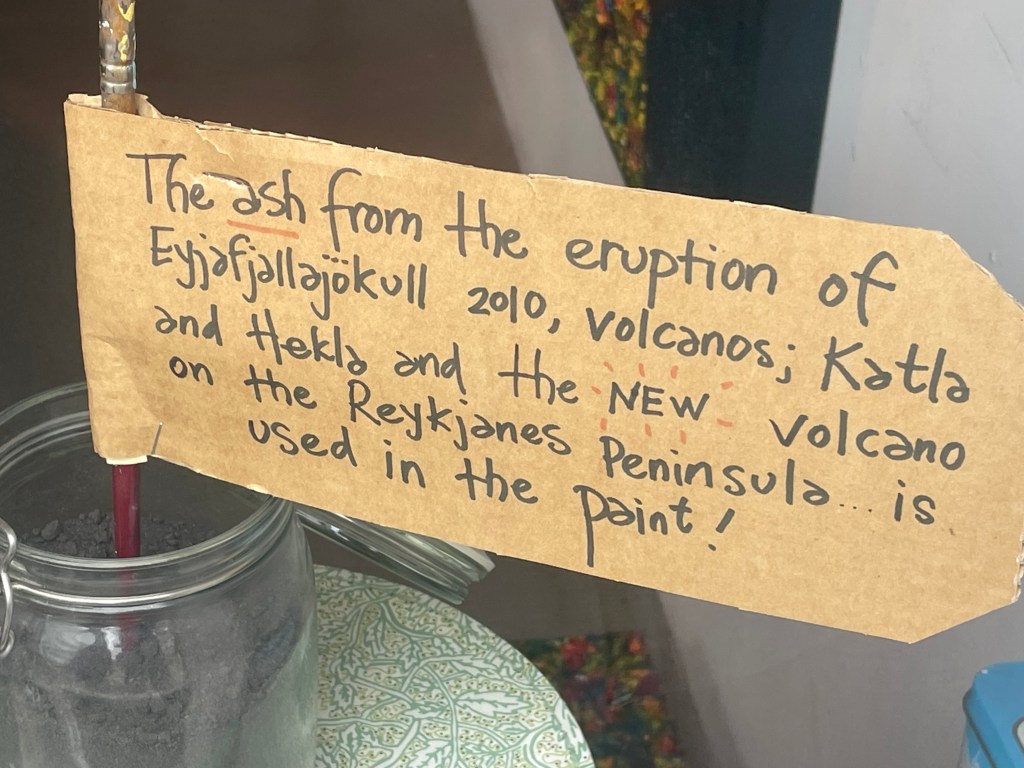 The ash from the eruption of
Eyjafjallajökull 2010, volcanos; Katla
and Hekla and the NEW volcano
on the Reykjanes Peninsula... is
used in the paint!